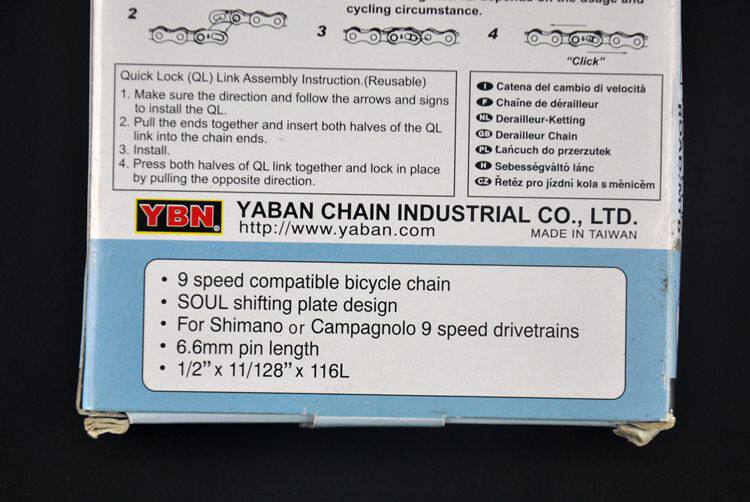 cycling circumstance.
2
3
4
"Click"
Quick Lock (QL) Link Assembly Instruction.(Reusable)
1. Make sure the direction and follow the arrows and signs
to install the QL.
2. Pull the ends together and insert both halves of the QL
link into the chain ends.
3. Install.
4. Press both halves of QL link together and lock in place
by pulling the opposite direction.
I Catena del cambio di velocità
F Chaîne de dérailleur
NL Derailleur-Ketting
GB Derailleur Chain
PL Łańcuch do przerzutek
H Sebességváltó lánc
CZ Řetěz pro jízdní kola s měničem
YBN®
YABAN CHAIN INDUSTRIAL CO., LTD.
http://www.yaban.com
MADE IN TAIWAN
• 9 speed compatible bicycle chain
• SOUL shifting plate design
• For Shimano or Campagnolo 9 speed drivetrains
• 6.6mm pin length
• 1/2" x 11/128" x 116L